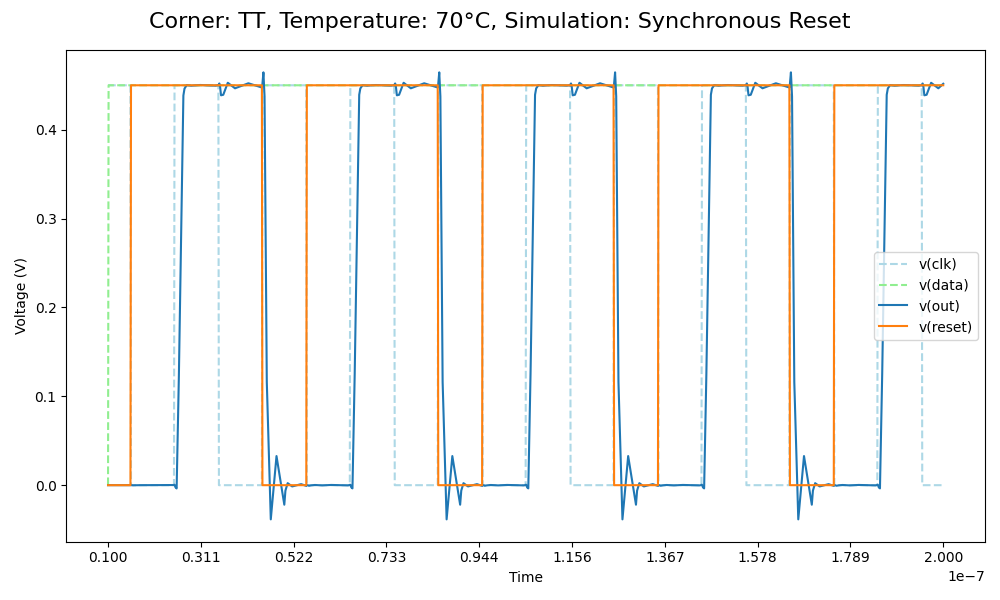 Corner: TT, Temperature: 70°C, Simulation: Synchronous Reset
Voltage (V)
0.4
0.3
0.2
0.1
0.0
v(clk)
v(data)
v(out)
v(reset)
0.100 0.311 0.522 0.733 0.944 1.156 1.367 1.578 1.789 2.000
Time
1e−7